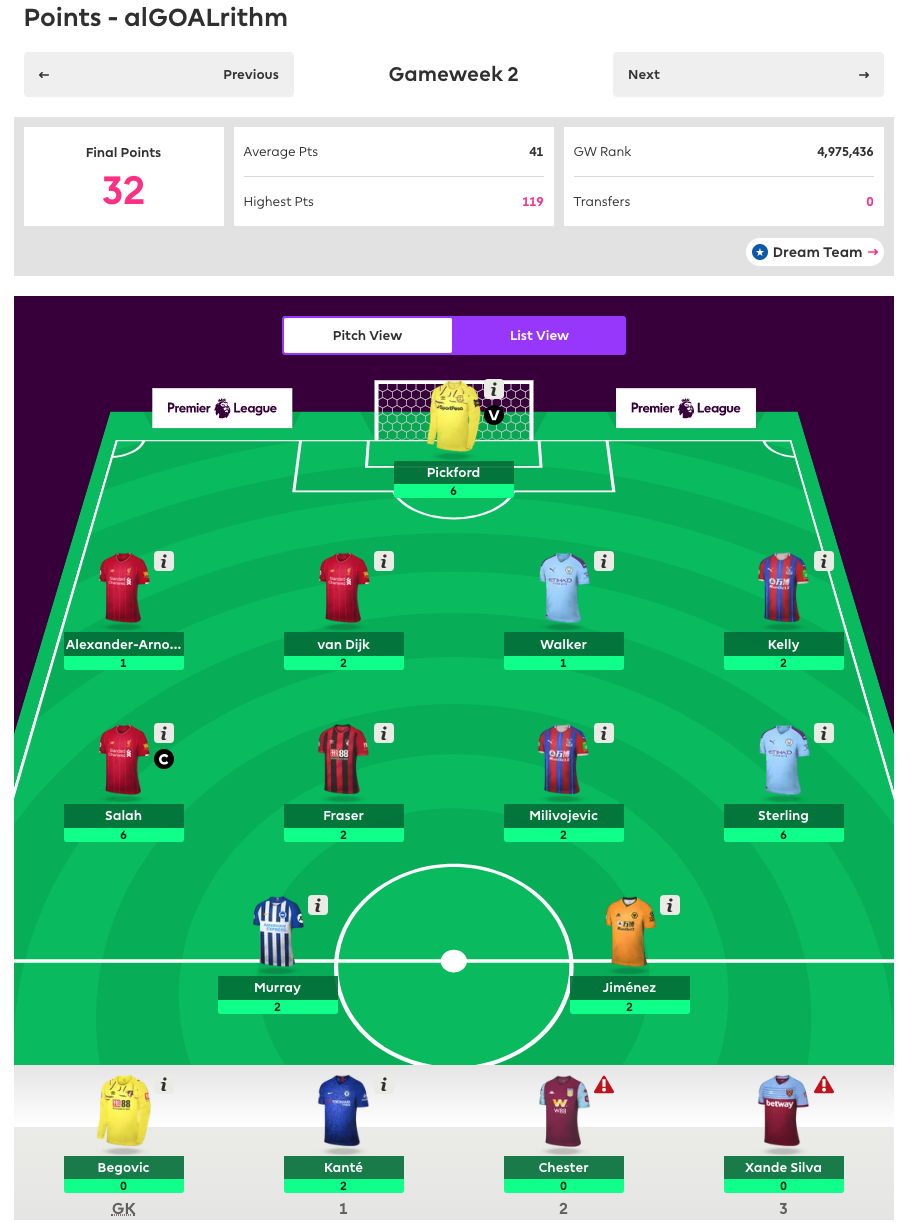 Points - alGOALrithm
← Previous
Gameweek 2
Next →
Final Points
32
Average Pts 41
Highest Pts 119
GW Rank 4,975,436
Transfers 0
Dream Team →
Pitch View
List View
Premier League
Premier League
i
V
Pickford
6
i
i
i
i
Alexander-Arno...
1
van Dijk
2
Walker
1
Kelly
2
i
C
i
i
i
Salah
6
Fraser
2
Milivojevic
2
Sterling
6
i
i
Murray
2
Jiménez
2
i
i
betway
Begovic
0
Kanté
2
Chester
0
Xande Silva
0
GK
1
2
3